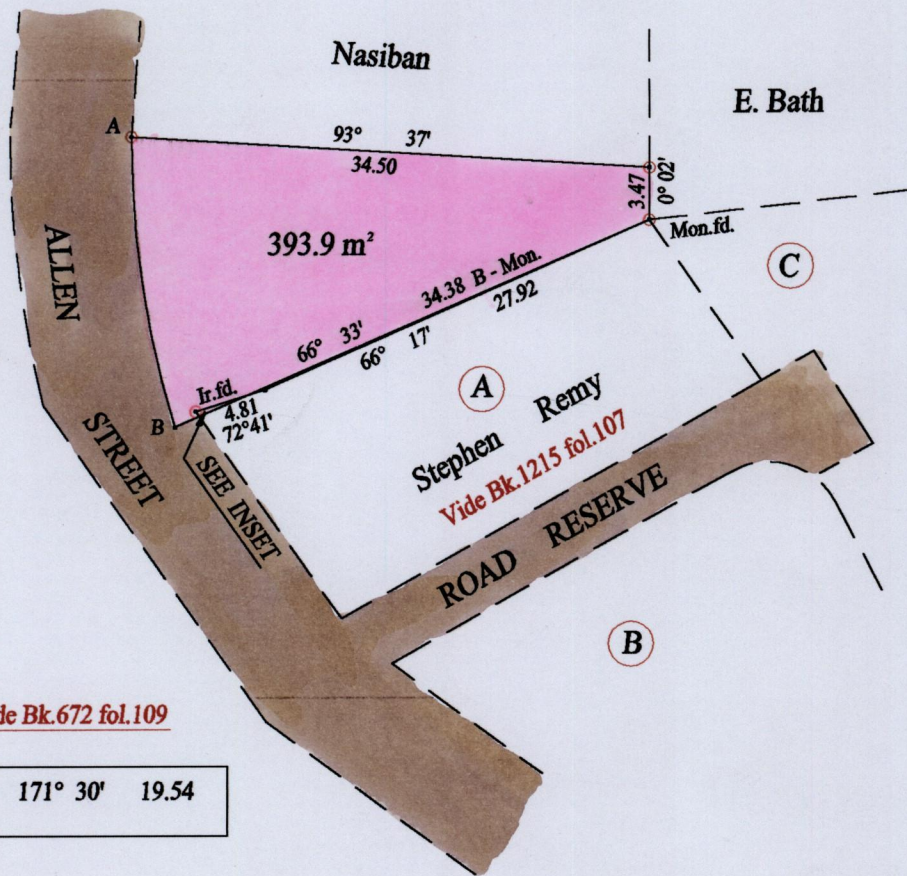 Nasiban
E. Bath
A
93° 37'
34.50
3.47
0° 02'
Mon.fd.
393.9 m²
ALLEN
C
34.38 B - Mon.
27.92
66° 33'
66° 17'
Ir.fd.
4.81
72°41'
B
A
Stephen Remy
Vide Bk.1215 fol.107
STREET
SEE INSET
ROAD RESERVE
B
Bk.672 fol.109
171° 30' 19.54